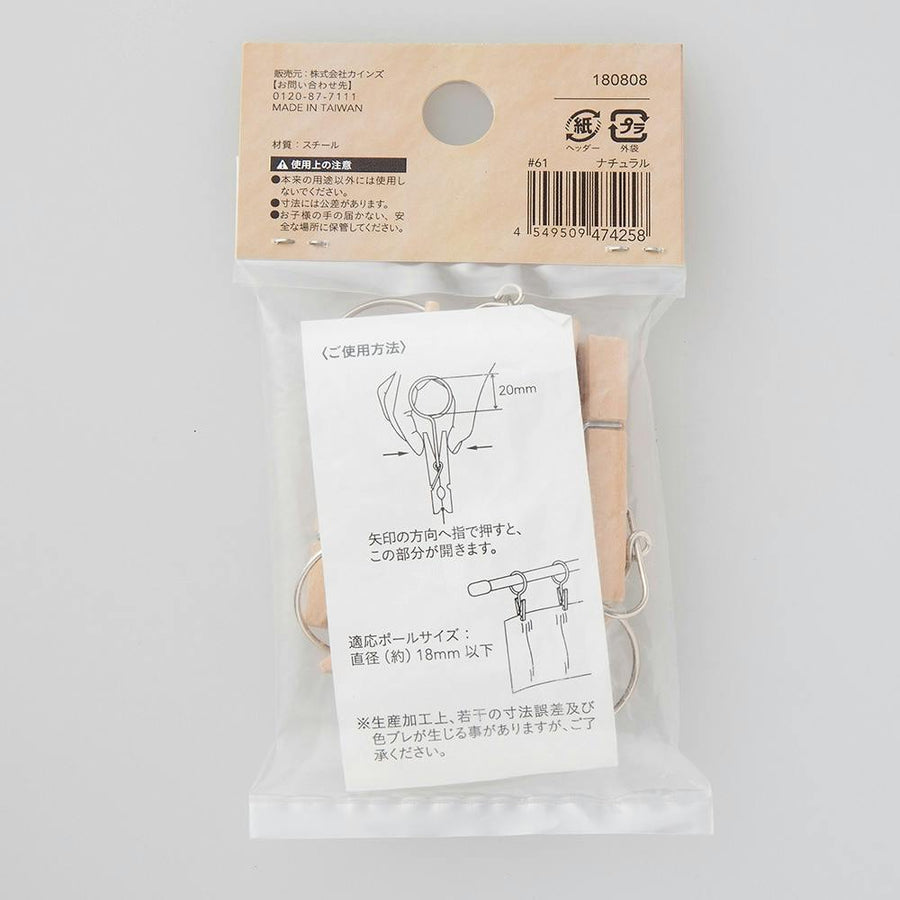 販売元：株式会社カインズ
【お問い合わせ先】
0120-87-7111
MADE IN TAIWAN
材質：スチール
使用上の注意
●本来の用途以外には使用し
ないでください。
●寸法には公差があります。
●お子様の手の届かない、安
全な場所に保管してください。
180808
紙
プラ
ヘッダー
外袋
#61 ナチュラル
4 549509 474258
〈ご使用方法〉
20mm
矢印の方向へ指で押すと、
この部分が開きます。
適応ポールサイズ：
直径（約）18mm 以下
※生産加工上、若干の寸法誤差及び
色ブレが生じる事がありますが、ご了
承ください。